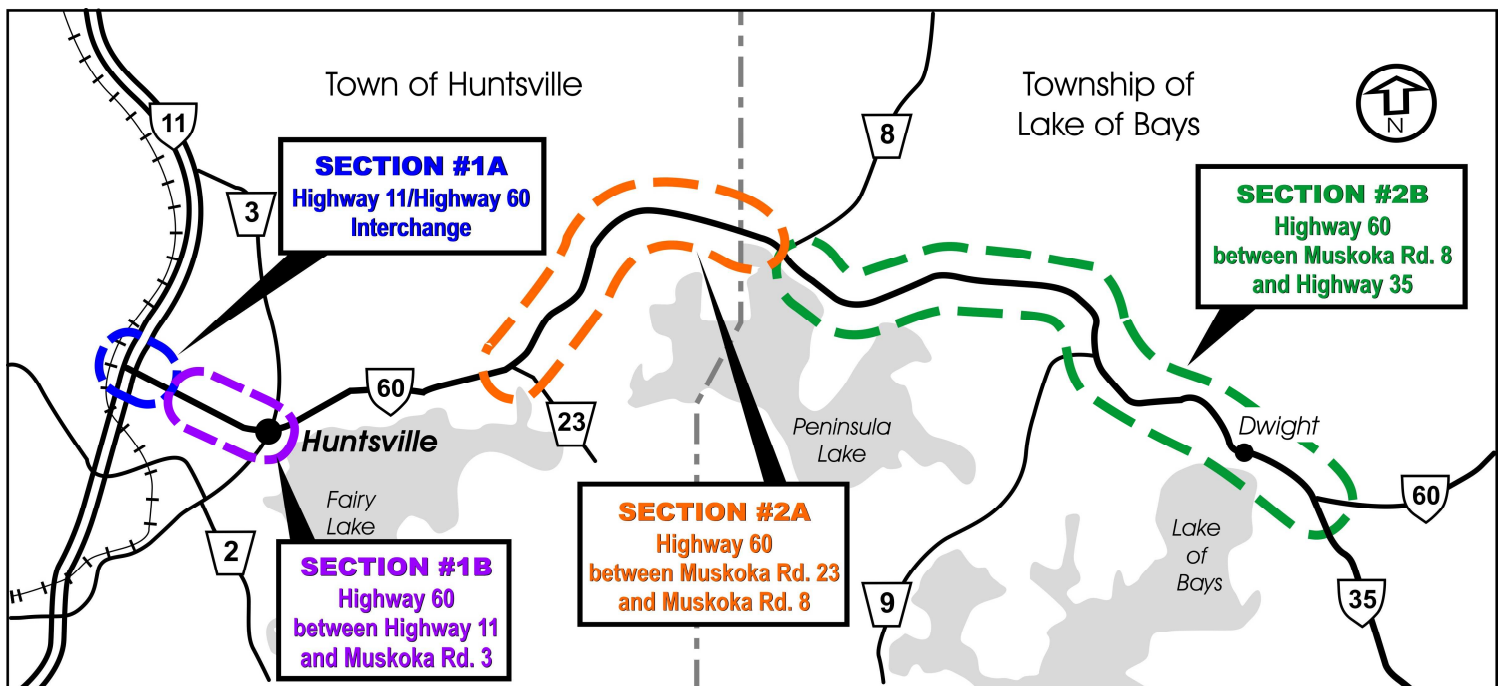 Town of Huntsville
Township of
Lake of Bays
N
11
8
3
SECTION #1A
Highway 11/Highway 60
Interchange
SECTION #2B
Highway 60
between Muskoka Rd. 8
and Highway 35
60
23
Huntsville
Peninsula
Lake
Dwight
Fairy
Lake
2
SECTION #1B
Highway 60
between Highway 11
and Muskoka Rd. 3
SECTION #2A
Highway 60
between Muskoka Rd. 23
and Muskoka Rd. 8
Lake
of
Bays
60
9
35